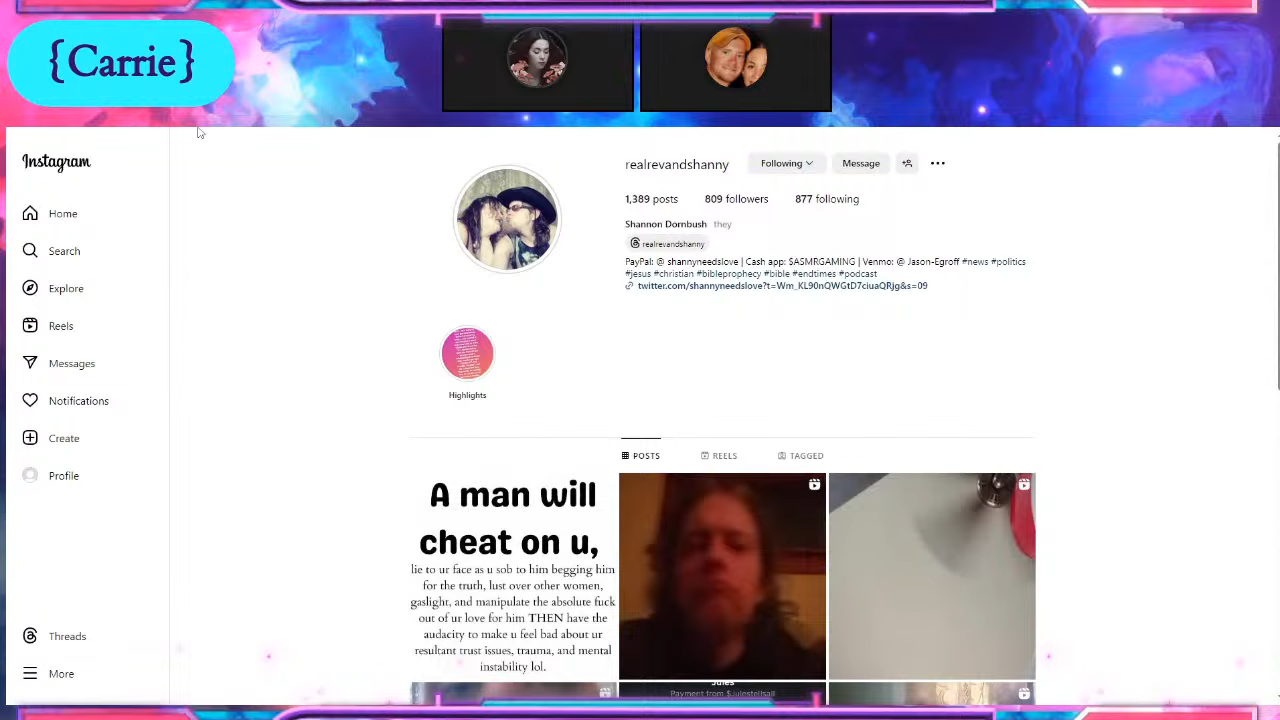 {Carrie}
Instagram
realrevandshanny
Following
Message
1,389 posts
809 followers
877 following
Shannon Dornbush they
realrevandshanny
PayPal: @ shannyneedslove | Cash app: $ASMRGAMING | Venmo: @ Jason-Egroff #news #politics
#jesus #christian #bibleprophecy #bible #endtimes #podcast
twitter.com/shannyneedslove?t=Wm_KL90nQWGtD7ciuaQRjg&s=09
Home
Search
Explore
Reels
Messages
Notifications
Create
Profile
Threads
More
Highlights
POSTS
REELS
TAGGED
A man will
cheat on u,
lie to ur face as u sob to him begging him
for the truth, lust over other women,
gaslight, and manipulate the absolute fuck
out of ur love for him THEN have the
audacity to make u feel bad about ur
resultant trust issues, trauma, and mental
instability lol.
Jules
Payment from $julestellsall